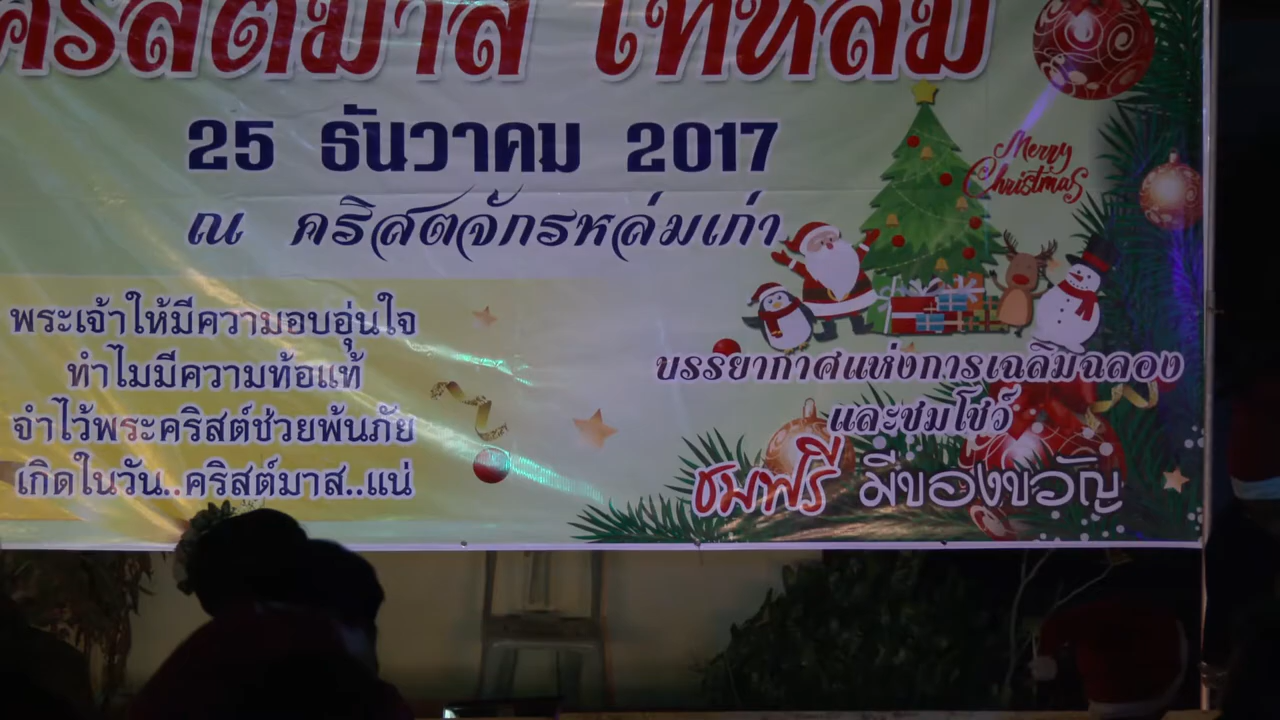 คริสต์มาส ไทหล่ม
25 ธันวาคม 2017
ณ คริสตจักรหล่มเก่า
Merry
Christmas
พระเจ้าให้มีความอบอุ่นใจ
ทำไมมีความท้อแท้
จำไว้พระคริสต์ช่วยพ้นภัย
เกิดในวัน..คริสต์มาส..แน่
บรรยากาศแห่งการเฉลิมฉลอง
และชมโชว์
ชมฟรี มีของขวัญ